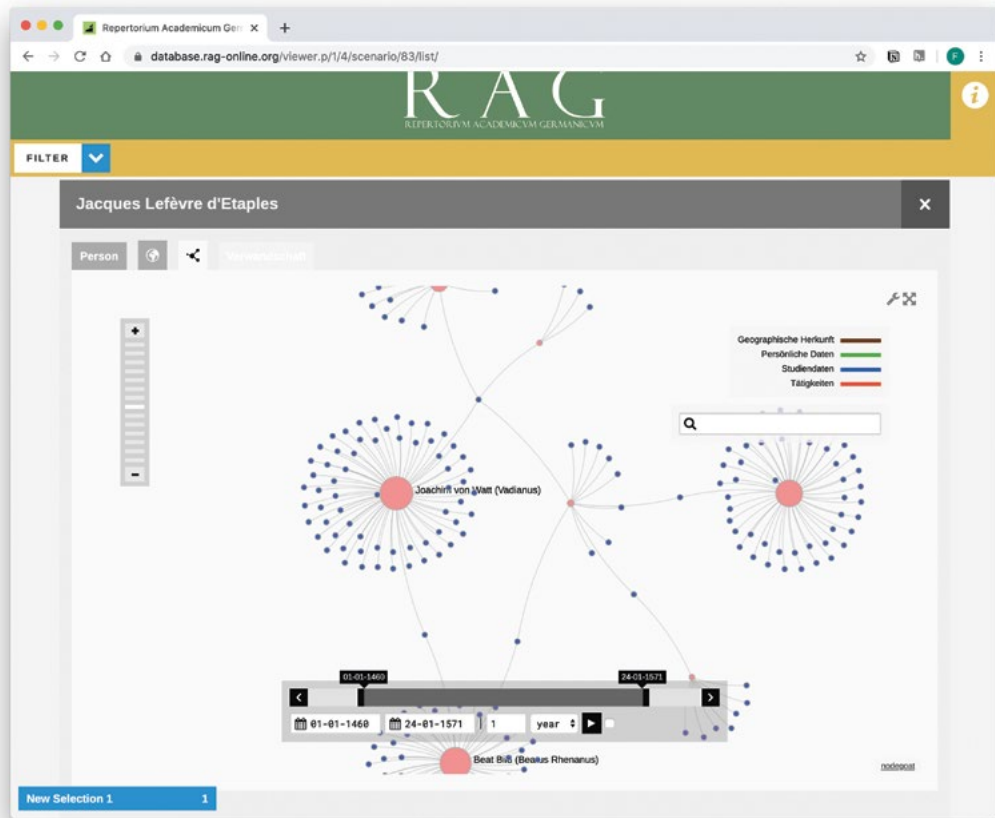 Repertorium Academicum Ger
database.rag-online.org/viewer.p/1/4/scenario/83/list/
F
RAG
REPERTORIVM ACADEMICVM GERMANICVM
i
FILTER
Jacques Lefèvre d'Etaples
Person
Verwandschaft
Geographische Herkunft
Persönliche Daten
Studiendaten
Tätigkeiten
Joachim von Watt (Vadianus)
01-01-1460
24-01-1571
01-01-1460 24-01-1571 1 year
Beat Bild (Beatus Rhenanus)
nodegoat
New Selection 1 1